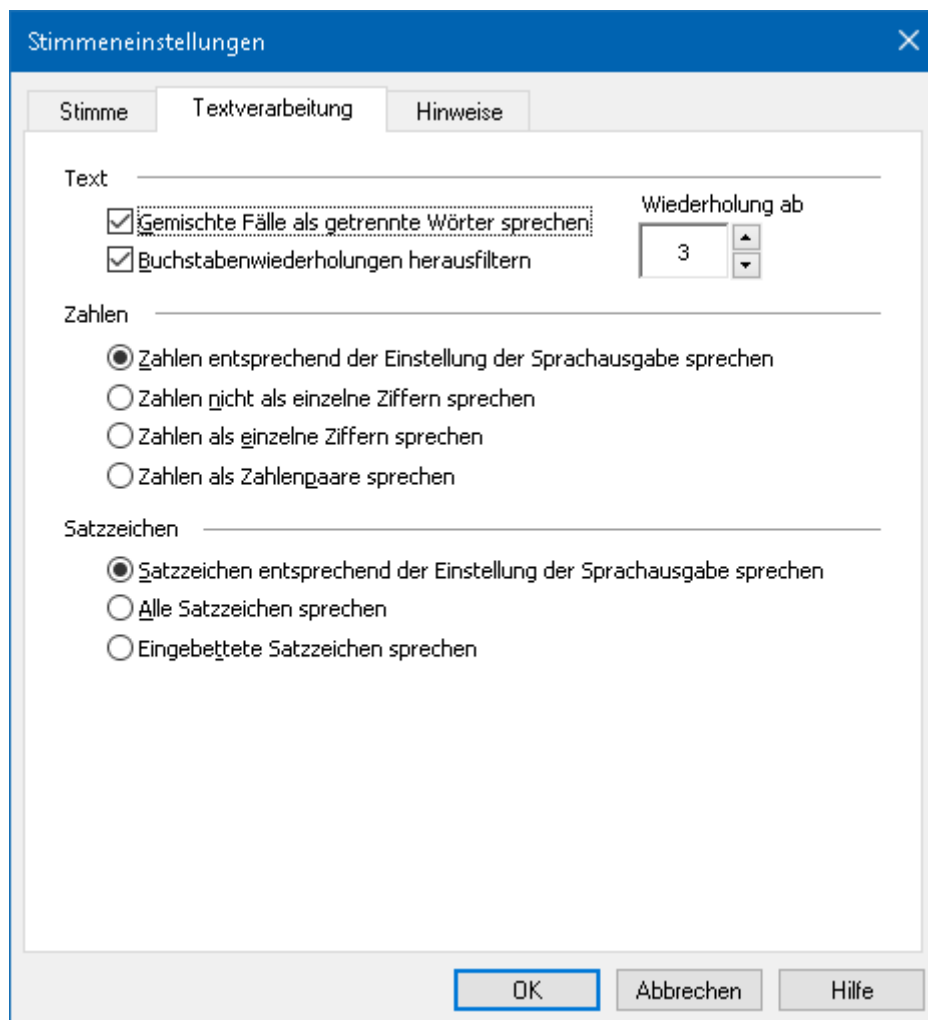 Stimmeneinstellungen
Stimme Textverarbeitung Hinweise
Text
Wiederholung ab
Gemischte Fälle als getrennte Wörter sprechen
3
Buchstabenwiederholungen herausfiltern
Zahlen
Zahlen entsprechend der Einstellung der Sprachausgabe sprechen
Zahlen nicht als einzelne Ziffern sprechen
Zahlen als einzelne Ziffern sprechen
Zahlen als Zahlenpaare sprechen
Satzzeichen
Satzzeichen entsprechend der Einstellung der Sprachausgabe sprechen
Alle Satzzeichen sprechen
Eingebettete Satzzeichen sprechen
OK Abbrechen Hilfe